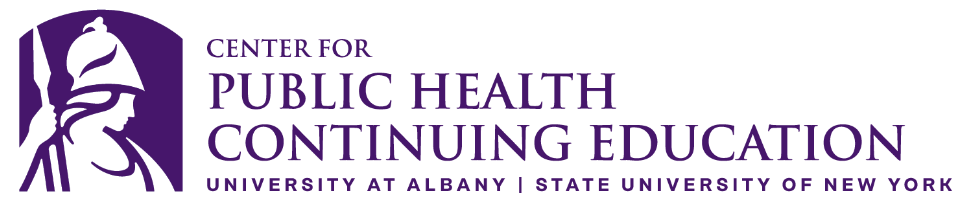 CENTER FOR
PUBLIC HEALTH
CONTINUING EDUCATION
UNIVERSITY AT ALBANY | STATE UNIVERSITY OF NEW YORK